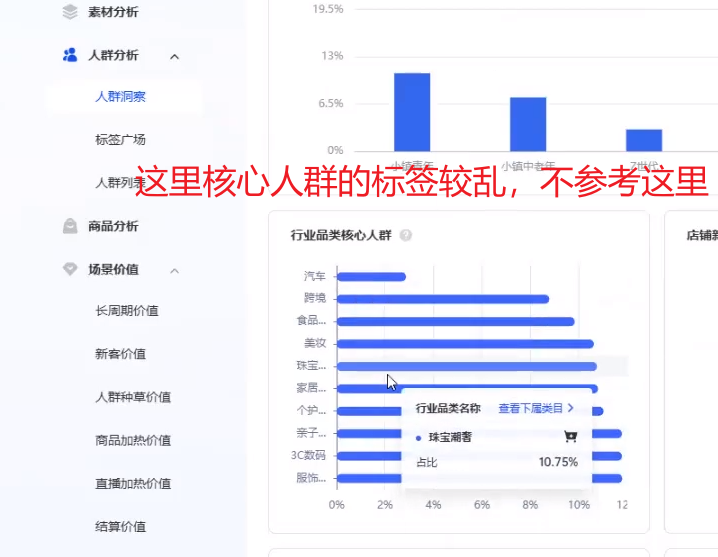 素材分析
人群分析
人群洞察
标签广场
人群列表
商品分析
场景价值
长周期价值
新客价值
人群种草价值
商品加热价值
直播加热价值
结算价值
19.5%
13%
6.5%
0%
小镇青年
小镇中老年
Z世代
这里核心人群的标签较乱，不参考这里
行业品类核心人群
店铺新
汽车
跨境
食品...
美妆
珠宝...
家居...
个护...
亲子...
3C数码
服饰...
行业品类名称 查看下属类目
珠宝潮奢
占比 10.75%
0% 2% 4% 6% 8% 10% 12